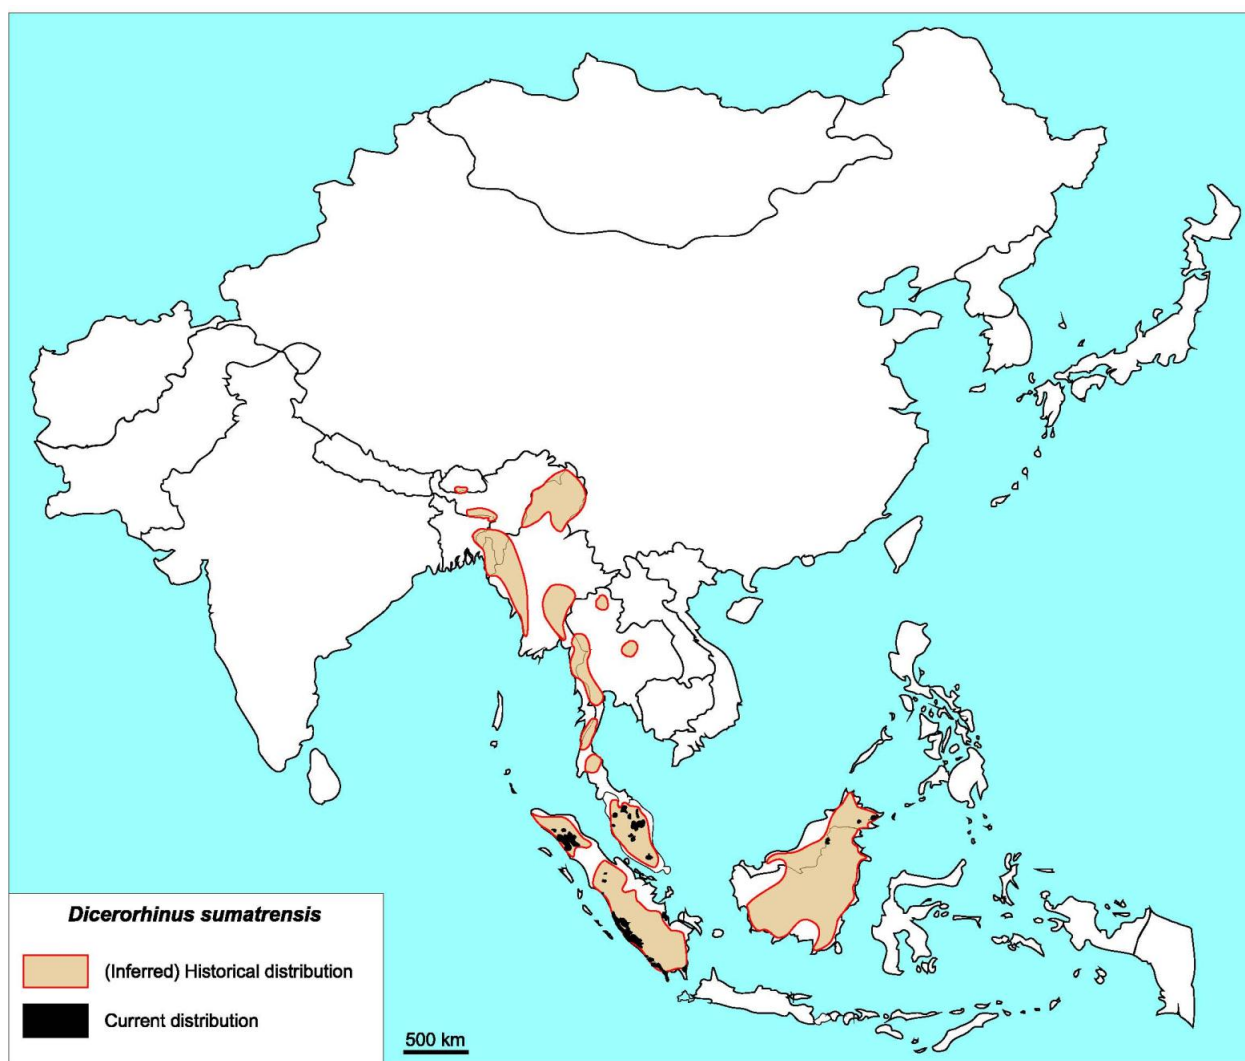 Dicerorhinus sumatrensis
(Inferred) Historical distribution
Current distribution
500 km